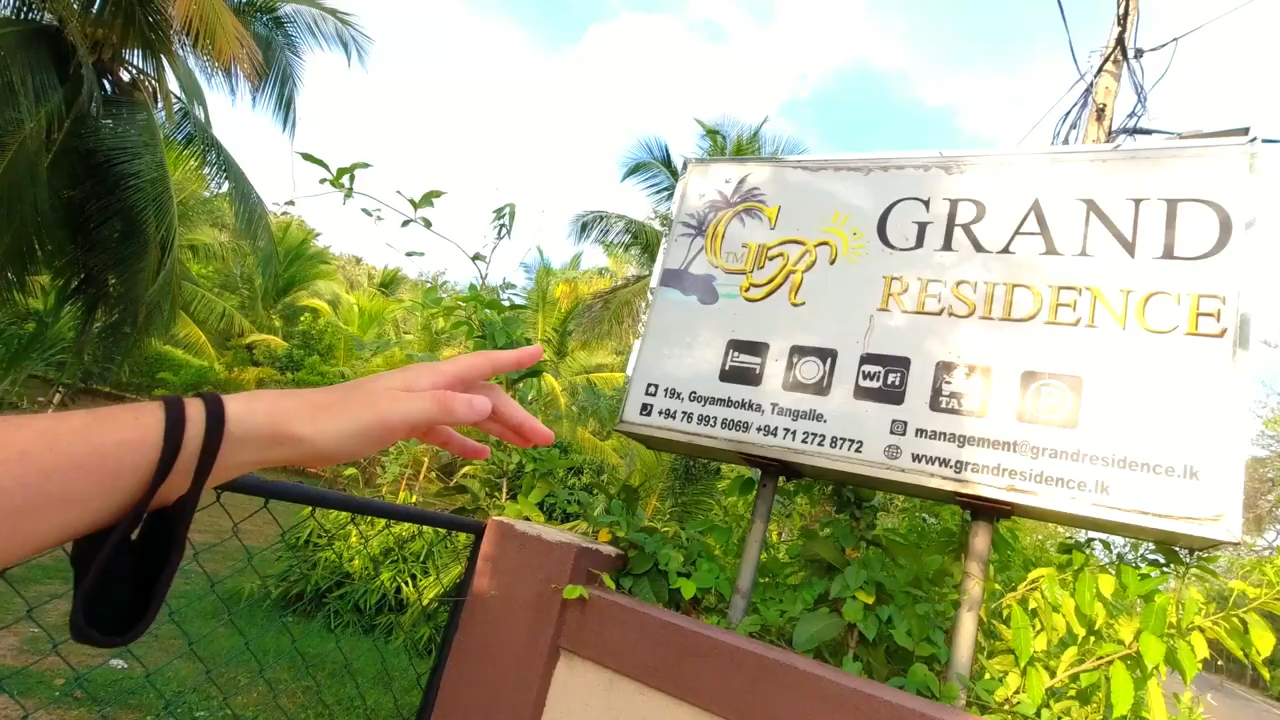 GR
TM
GRAND
RESIDENCE
WiFi
TAXI
P
19x, Goyambokka, Tangalle.
+94 76 993 6069/ +94 71 272 8772
@ management@grandresidence.lk
www.grandresidence.lk